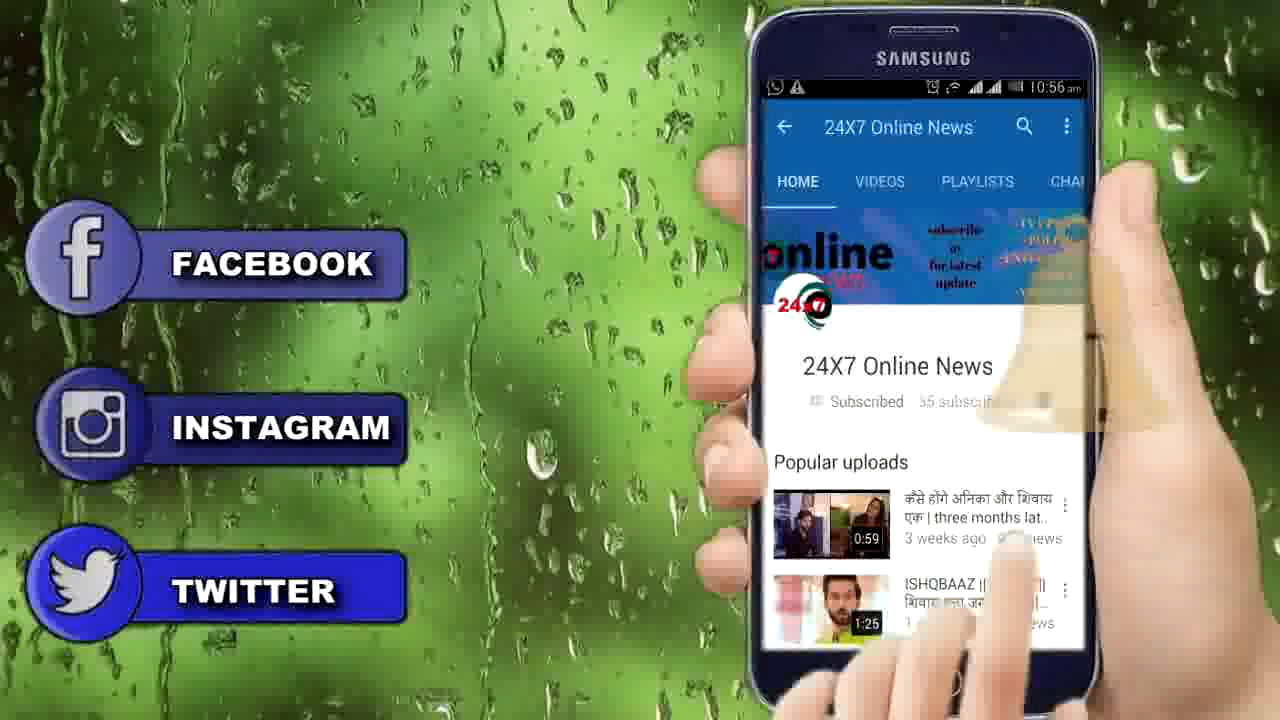 FACEBOOK
INSTAGRAM
TWITTER
SAMSUNG
10:56 am
24X7 Online News
HOME VIDEOS PLAYLISTS CHA
online
subscribe
for latest
update
24x7
24X7 Online News
Subscribed 35
Popular uploads
कैसे होंगे अनिका और शिवाय
एक | three months lat..
3 weeks ago
0:59
ISHQBAAZ ||
शिवाय
1:25